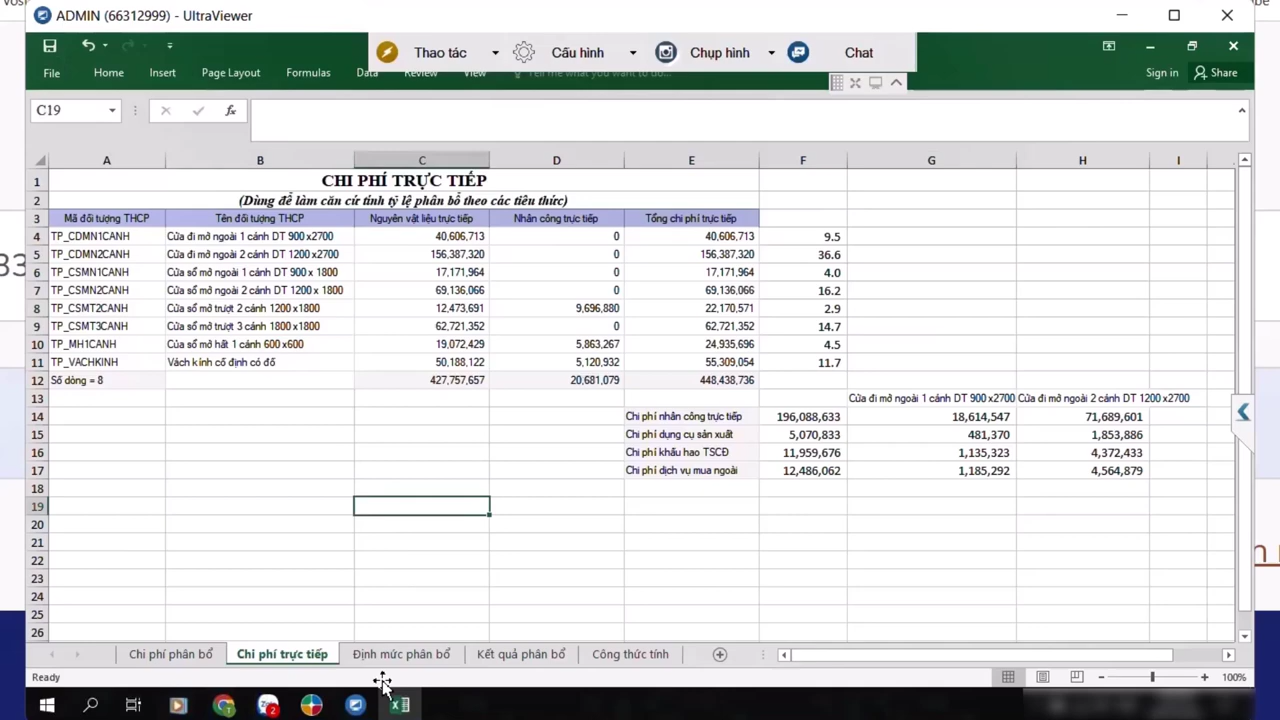 ADMIN (66312999) - UltraViewer
Thao tác Cấu hình Chụp hình Chat
File Home Insert Page Layout Formulas Data Review View Tell me what you want to do... Sign in Share
C19
A B C D E F G H I
1 CHI PHÍ TRỰC TIẾP
2 (Dùng để làm căn cứ tính tỷ lệ phân bổ theo các tiêu thức)
3 Mã đối tượng THCP Tên đối tượng THCP Nguyên vật liệu trực tiếp Nhân công trực tiếp Tổng chi phí trực tiếp
4 TP_CDMN1CANH Cửa đi mở ngoài 1 cánh DT 900 x2700 40,606,713 0 40,606,713 9.5
5 TP_CDMN2CANH Cửa đi mở ngoài 2 cánh DT 1200 x2700 156,387,320 0 156,387,320 36.6
6 TP_CSMN1CANH Cửa sổ mở ngoài 1 cánh DT 900 x 1800 17,171,964 0 17,171,964 4.0
7 TP_CSMN2CANH Cửa sổ mở ngoài 2 cánh DT 1200 x 1800 69,136,066 0 69,136,066 16.2
8 TP_CSMT2CANH Cửa sổ mở trượt 2 cánh 1200 x1800 12,473,691 9,696,880 22,170,571 2.9
9 TP_CSMT3CANH Cửa sổ mở trượt 3 cánh 1800 x1800 62,721,352 0 62,721,352 14.7
10 TP_MH1CANH Củă sổ mở hất 1 cánh 600 x600 19,072,429 5,863,267 24,935,696 4.5
11 TP_VACHKINH Vách kính cố định có đố 50,188,122 5,120,932 55,309,054 11.7
12 Số dòng = 8 427,757,657 20,681,079 448,438,736
13 Cửa đi mở ngoài 1 cánh DT 900 x2700 Cửa đi mở ngoài 2 cánh DT 1200 x2700
14 Chi phí nhân công trực tiếp 196,088,633 18,614,547 71,689,601
15 Chi phí dụng cụ sản xuất 5,070,833 481,370 1,853,886
16 Chi phí khấu hao TSCĐ 11,959,676 1,135,323 4,372,433
17 Chi phí dịch vụ mua ngoài 12,486,062 1,185,292 4,564,879
18
19
20
21
22
23
24
25
26
Chi phí phân bổ Chi phí trực tiếp Định mức phân bổ Kết quả phân bổ Công thức tính
Ready 100%